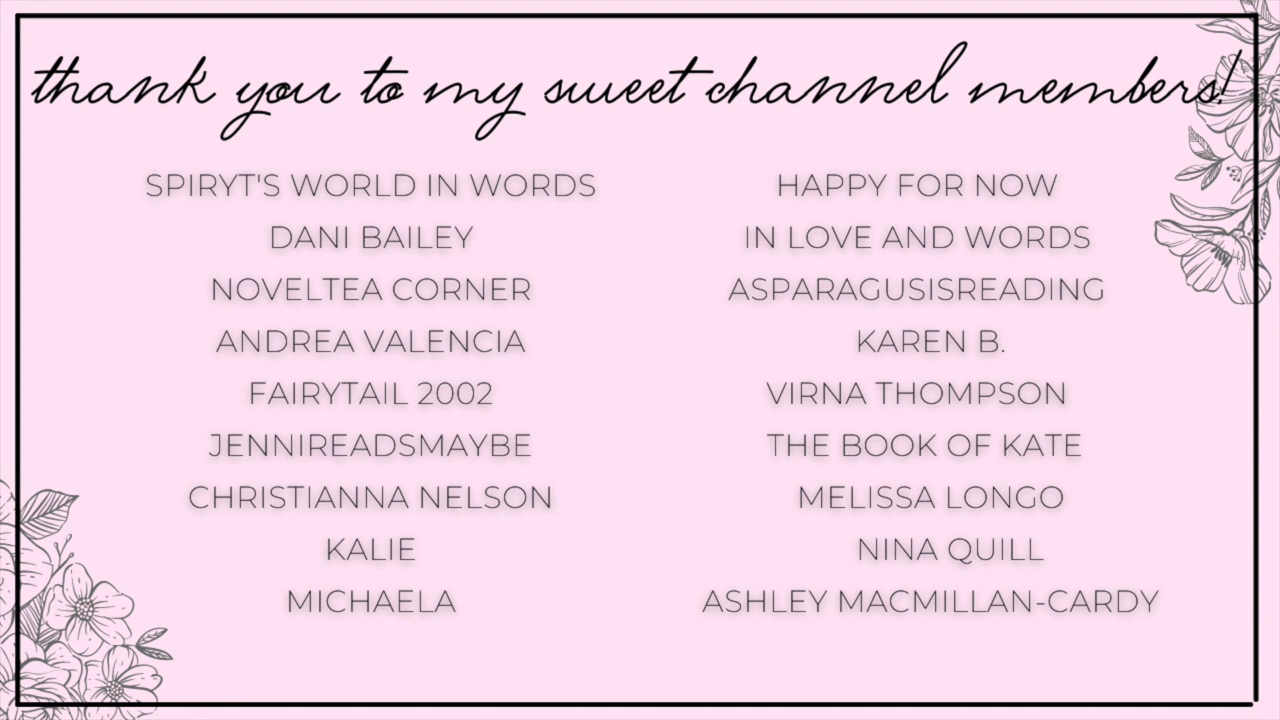 thank you to my sweet channel members!
SPIRYT'S WORLD IN WORDS
DANI BAILEY
NOVELTEA CORNER
ANDREA VALENCIA
FAIRYTAIL 2002
JENNIREADSMAYBE
CHRISTIANNA NELSON
KALIE
MICHAELA
HAPPY FOR NOW
IN LOVE AND WORDS
ASPARAGUSISREADING
KAREN B.
VIRNA THOMPSON
THE BOOK OF KATE
MELISSA LONGO
NINA QUILL
ASHLEY MACMILLAN-CARDY